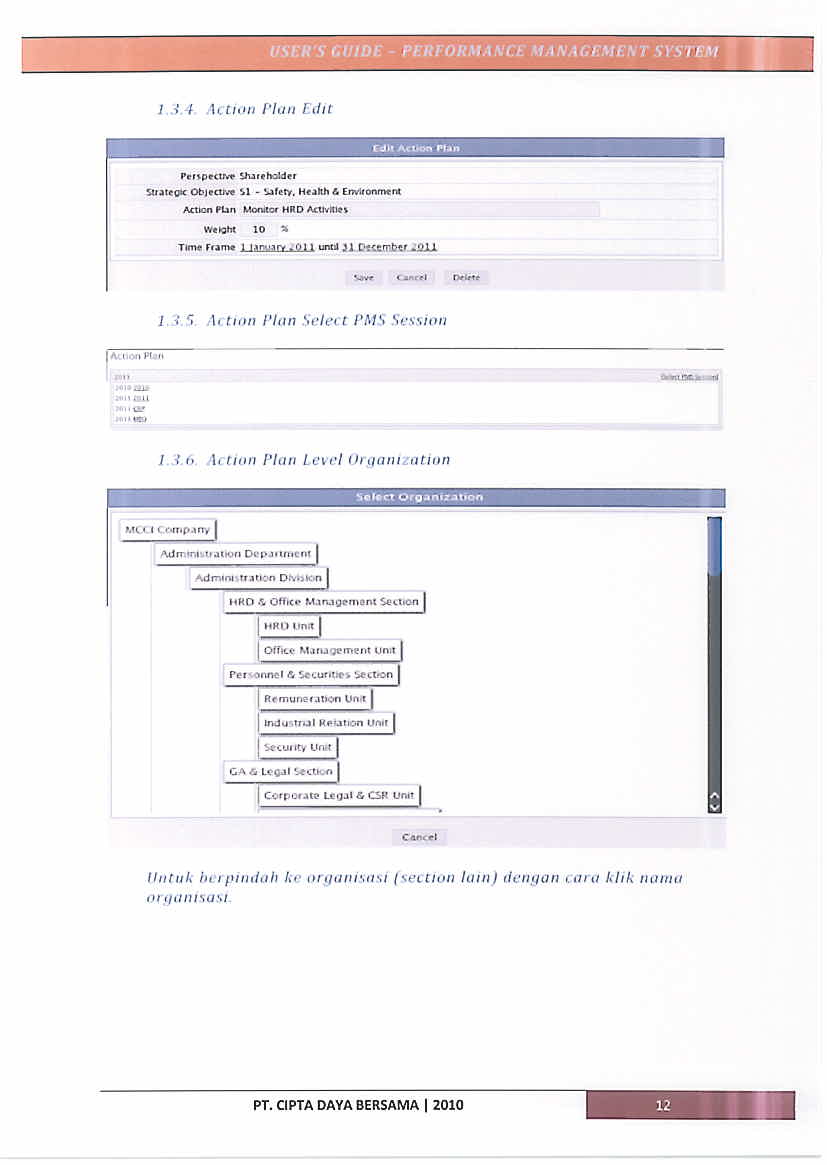 USER'S GUIDE – PERFORMANCE MANAGEMENT SYSTEM
1.3.4. Action Plan Edit
Edit Action Plan
Perspective Shareholder
Strategic Objective S1 – Safety, Health & Environment
Action Plan Monitor HRD Activities
Weight 10 %
Time Frame 1 January 2011 until 31 December 2011
Save Cancel Delete
1.3.5. Action Plan Select PMS Session
Action Plan
2011 [Select PMS Session]
2010 2010
2011 2011
2011 CSF
1.3.6. Action Plan Level Organization
Select Organization
MCCI Company
Administration Department
Administration Division
HRD & Office Management Section
HRD Unit
Office Management Unit
Personnel & Securities Section
Remuneration Unit
Industrial Relation Unit
Security Unit
GA & Legal Section
Corporate Legal & CSR Unit
Cancel
Untuk berpindah ke organisasi (section lain) dengan cara klik nama
organisasi.
PT. CIPTA DAYA BERSAMA | 2010 12